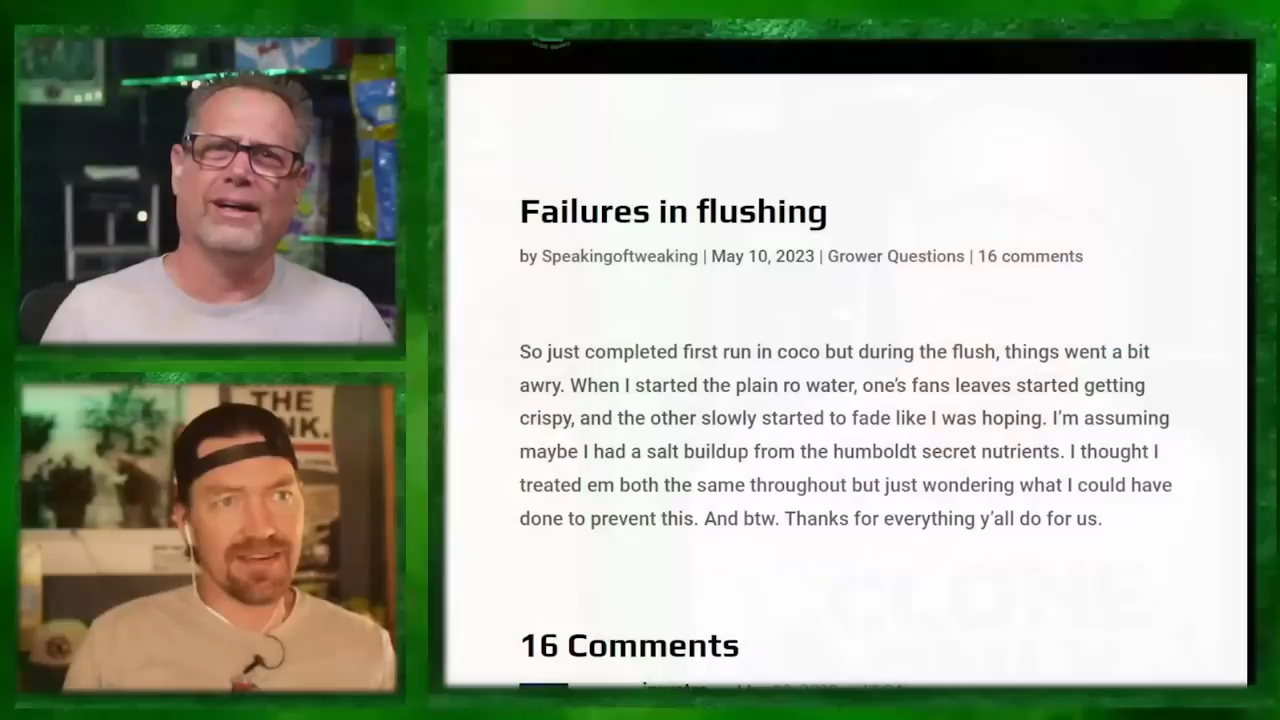 THE
Failures in flushing
by Speakingoftweaking | May 10, 2023 | Grower Questions | 16 comments
So just completed first run in coco but during the flush, things went a bit
awry. When I started the plain ro water, one's fans leaves started getting
crispy, and the other slowly started to fade like I was hoping. I'm assuming
maybe I had a salt buildup from the humboldt secret nutrients. I thought I
treated em both the same throughout but just wondering what I could have
done to prevent this. And btw. Thanks for everything y'all do for us.
16 Comments